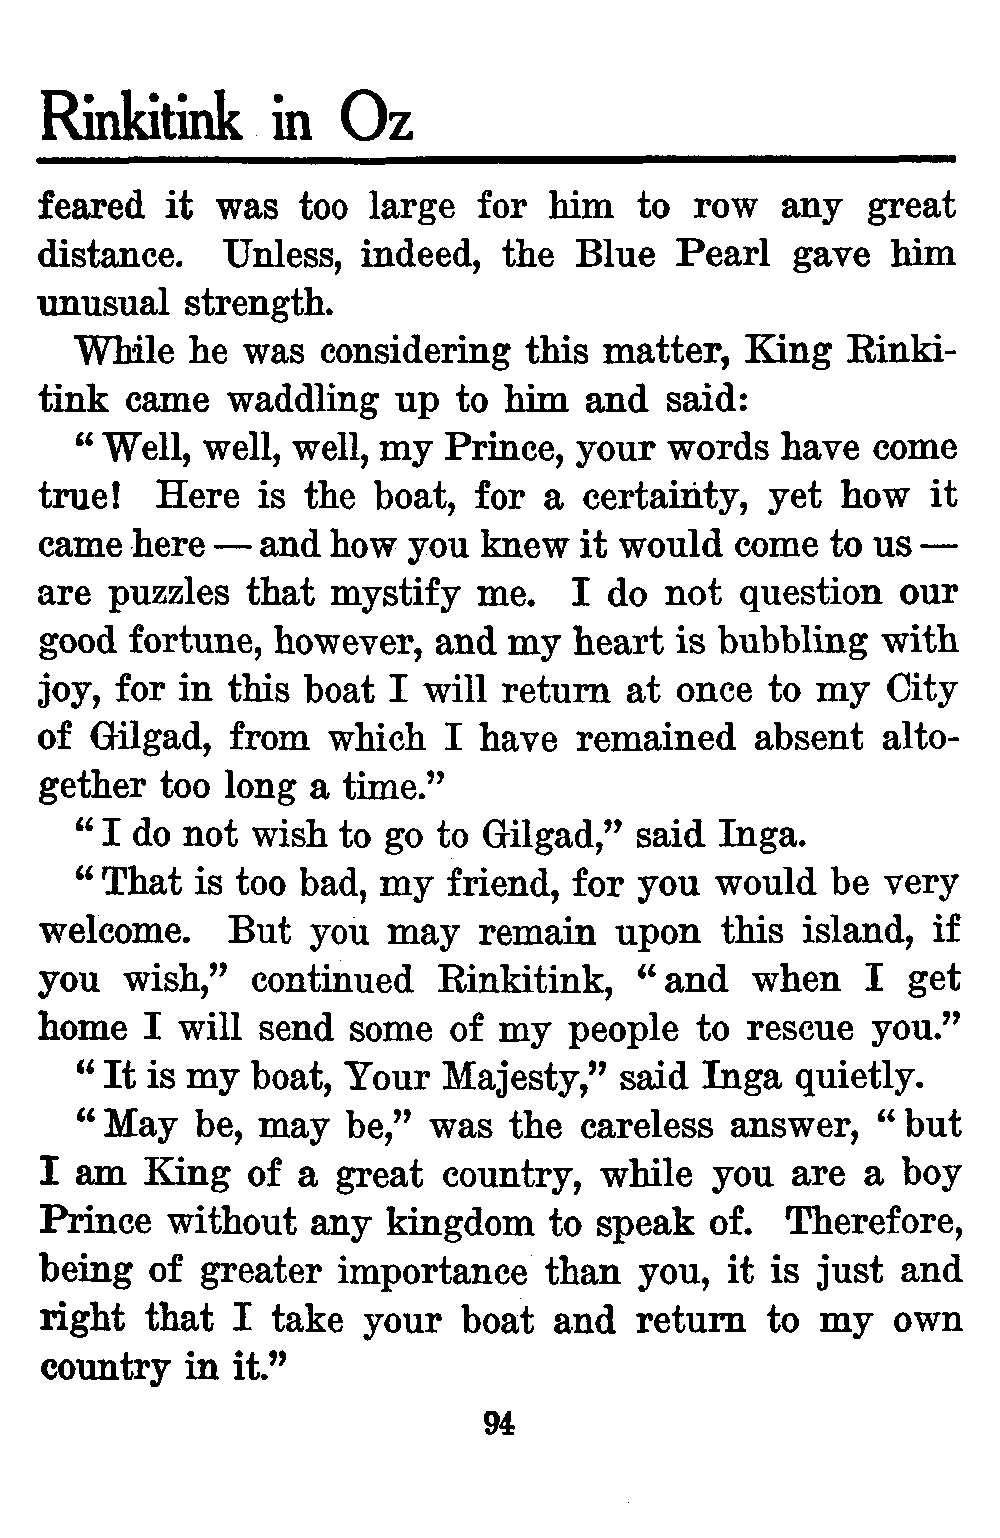 Rinkitink in Oz
feared it was too large for him to row any great
distance. Unless, indeed, the Blue Pearl gave him
unusual strength.
While he was considering this matter, King Rinki-
tink came waddling up to him and said:
“Well, well, well, my Prince, your words have come
true! Here is the boat, for a certainty, yet how it
came here — and how you knew it would come to us —
are puzzles that mystify me. I do not question our
good fortune, however, and my heart is bubbling with
joy, for in this boat I will return at once to my City
of Gilgad, from which I have remained absent alto-
gether too long a time.”
“I do not wish to go to Gilgad,” said Inga.
“That is too bad, my friend, for you would be very
welcome. But you may remain upon this island, if
you wish,” continued Rinkitink, “and when I get
home I will send some of my people to rescue you.”
“It is my boat, Your Majesty,” said Inga quietly.
“May be, may be,” was the careless answer, “but
I am King of a great country, while you are a boy
Prince without any kingdom to speak of. Therefore,
being of greater importance than you, it is just and
right that I take your boat and return to my own
country in it.”
94